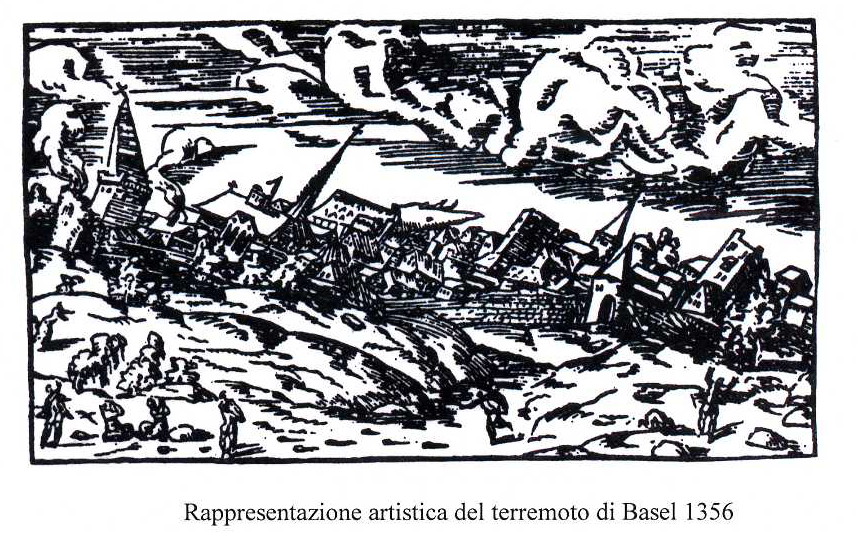 Rappresentazione artistica del terremoto di Basel 1356